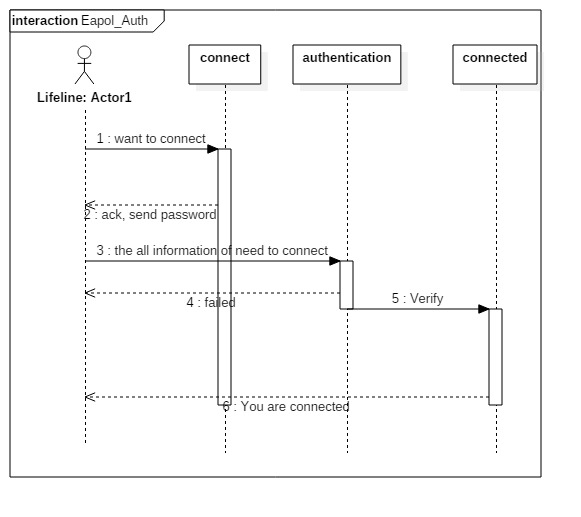 interaction Eapol_Auth
connect
authentication
connected
Lifeline: Actor1
1 : want to connect
2 : ack, send password
3 : the all information of need to connect
4 : failed
5 : Verify
6 : You are connected